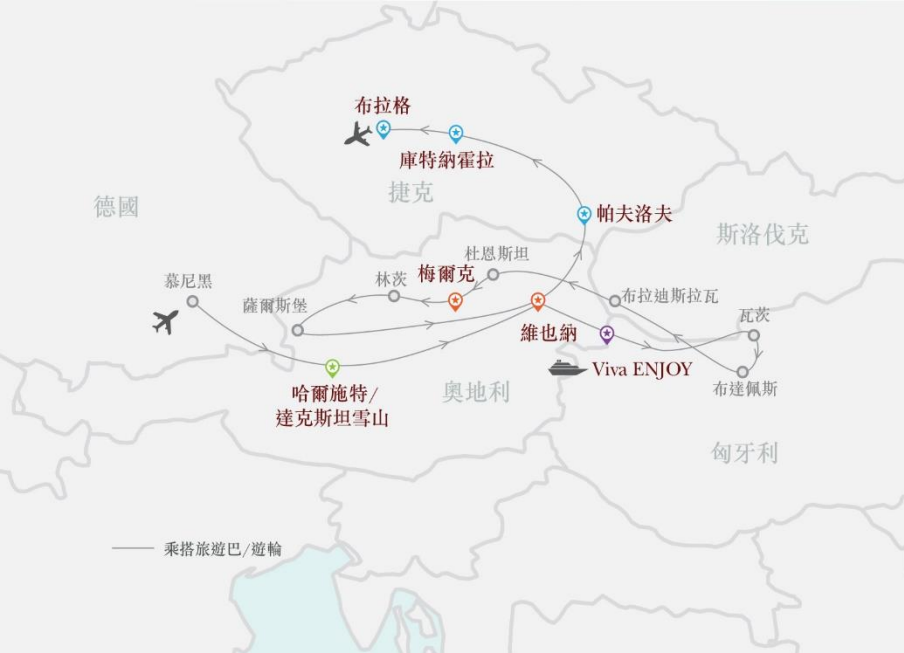 布拉格
庫特納霍拉
捷克
德國
帕夫洛夫
斯洛伐克
杜恩斯坦
梅爾克
林茨
慕尼黑
薩爾斯堡
布拉迪斯拉瓦
瓦茨
維也納
Viva ENJOY
布達佩斯
哈爾施特/
達克斯坦雪山
奧地利
匈牙利
乘搭旅遊巴/遊輪